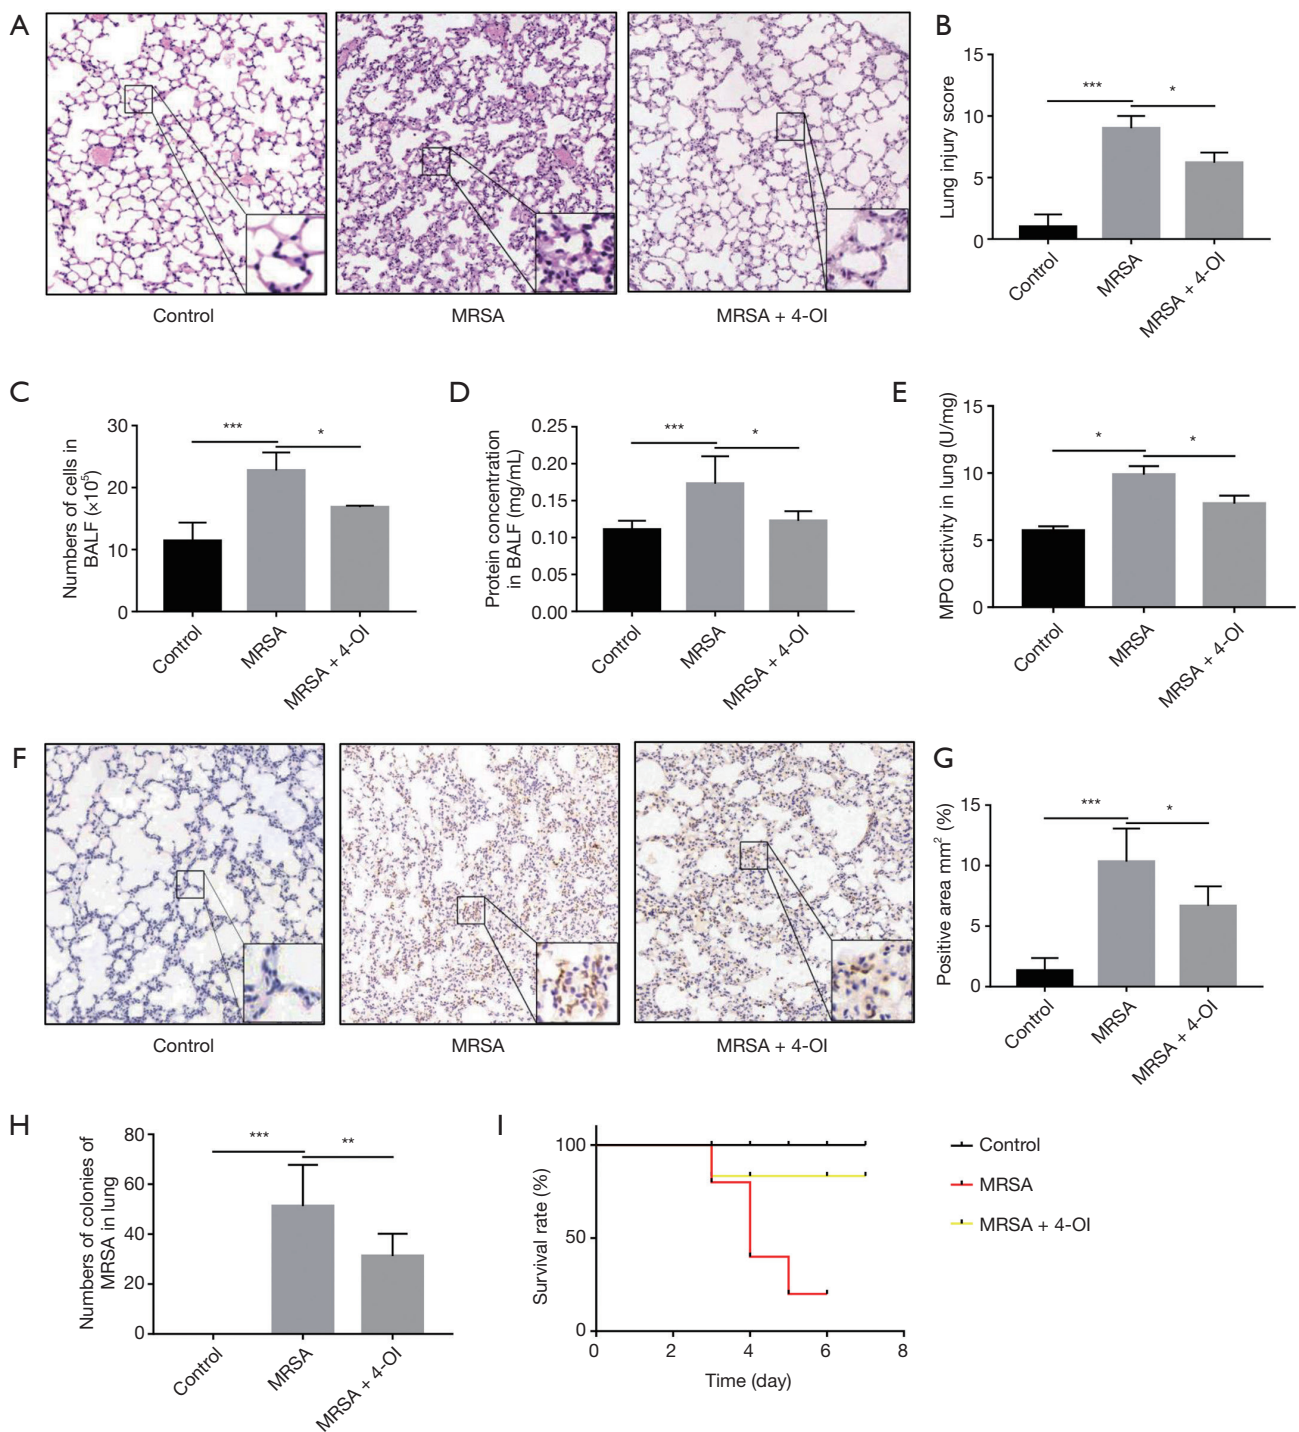 A
Control
MRSA
MRSA + 4-OI
B
Lung injury score
15
10
5
0
***
*
Control
MRSA
MRSA + 4-OI
C
Numbers of cells in
BALF (×10⁵)
30
20
10
0
***
*
Control
MRSA
MRSA + 4-OI
D
Protein concentration
in BALF (mg/mL)
0.25
0.20
0.15
0.10
0.05
0.00
***
*
Control
MRSA
MRSA + 4-OI
E
MPO activity in lung (U/mg)
15
10
5
0
*
*
Control
MRSA
MRSA + 4-OI
F
Control
MRSA
MRSA + 4-OI
G
Positive area mm² (%)
15
10
5
0
***
*
Control
MRSA
MRSA + 4-OI
H
Numbers of colonies of
MRSA in lung
80
60
40
20
0
***
**
Control
MRSA
MRSA + 4-OI
I
Survival rate (%)
100
50
0
0 2 4 6 8
Time (day)
Control
MRSA
MRSA + 4-OI